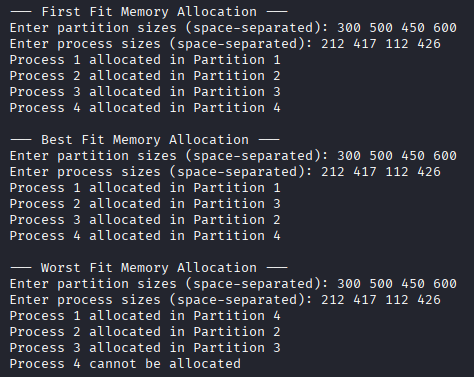 --- First Fit Memory Allocation ---
Enter partition sizes (space-separated): 300 500 450 600
Enter process sizes (space-separated): 212 417 112 426
Process 1 allocated in Partition 1
Process 2 allocated in Partition 2
Process 3 allocated in Partition 3
Process 4 allocated in Partition 4
--- Best Fit Memory Allocation ---
Enter partition sizes (space-separated): 300 500 450 600
Enter process sizes (space-separated): 212 417 112 426
Process 1 allocated in Partition 1
Process 2 allocated in Partition 3
Process 3 allocated in Partition 2
Process 4 allocated in Partition 4
--- Worst Fit Memory Allocation ---
Enter partition sizes (space-separated): 300 500 450 600
Enter process sizes (space-separated): 212 417 112 426
Process 1 allocated in Partition 4
Process 2 allocated in Partition 2
Process 3 allocated in Partition 3
Process 4 cannot be allocated